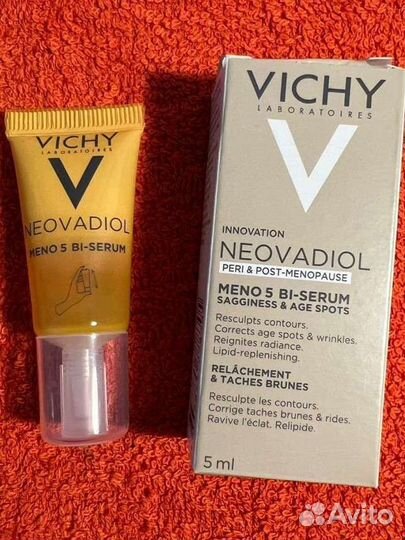 VICHY
LABORATOIRES
NEOVADIOL
MENO 5 BI-SERUM
VICHY
LABORATOIRES
INNOVATION
NEOVADIOL
PERI & POST-MENOPAUSE
MENO 5 BI-SERUM
SAGGINESS & AGE SPOTS
Resculpts contours.
Corrects age spots & wrinkles.
Reignites radiance.
Lipid-replenishing.
RELÂCHEMENT
& TACHES BRUNES
Resculpte les contours.
Corrige taches brunes & rides.
Ravive l'éclat. Relipide.
5 ml
Avito